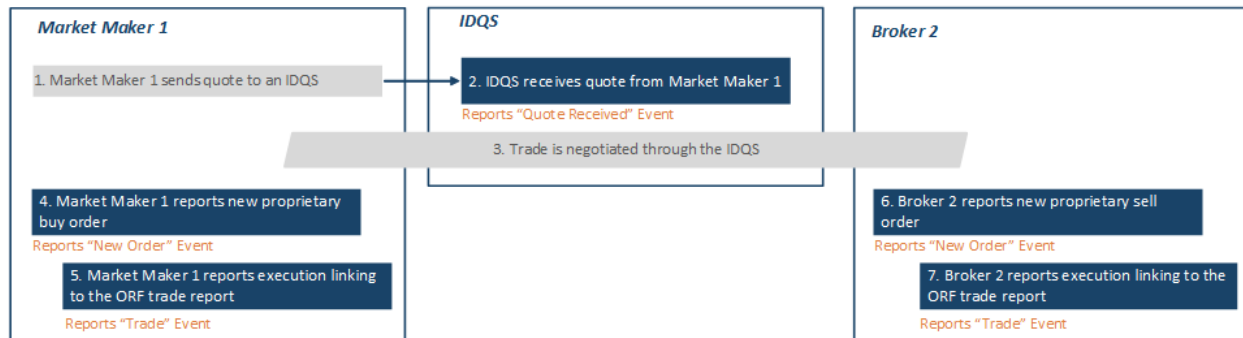 Market Maker 1
IDQS
Broker 2
1. Market Maker 1 sends quote to an IDQS
2. IDQS receives quote from Market Maker 1
Reports “Quote Received” Event
3. Trade is negotiated through the IDQS
4. Market Maker 1 reports new proprietary
buy order
Reports “New Order” Event
5. Market Maker 1 reports execution linking
to the ORF trade report
Reports “Trade” Event
6. Broker 2 reports new proprietary sell
order
Reports “New Order” Event
7. Broker 2 reports execution linking to the
ORF trade report
Reports “Trade” Event